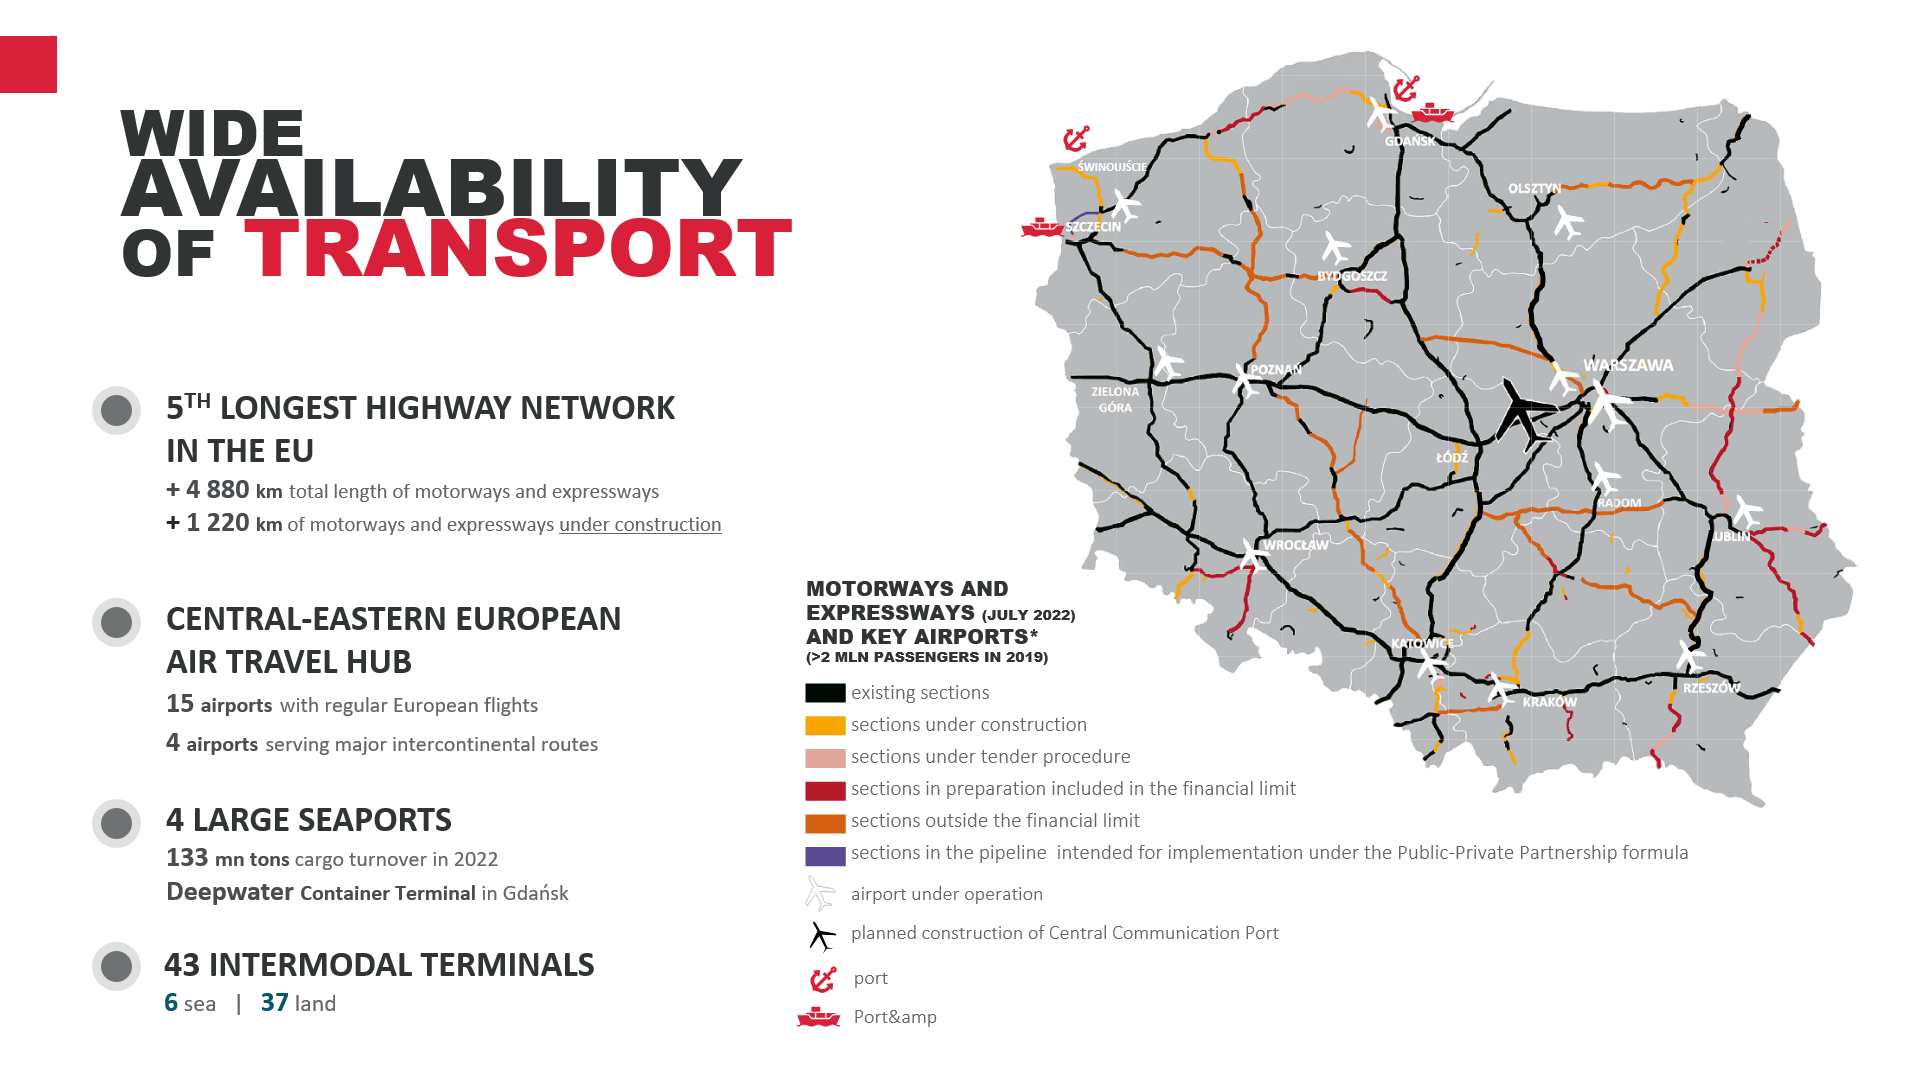 WIDE
AVAILABILITY
OF TRANSPORT
5TH LONGEST HIGHWAY NETWORK
IN THE EU
+ 4 880 km total length of motorways and expressways
+ 1 220 km of motorways and expressways under construction
CENTRAL-EASTERN EUROPEAN
AIR TRAVEL HUB
15 airports with regular European flights
4 airports serving major intercontinental routes
4 LARGE SEAPORTS
133 mn tons cargo turnover in 2022
Deepwater Container Terminal in Gdańsk
43 INTERMODAL TERMINALS
6 sea | 37 land
GDAŃSK
ŚWINOUJŚCIE
OLSZTYN
SZCZECIN
BYDGOSZCZ
WARSZAWA
POZNAŃ
ZIELONA
GÓRA
ŁÓDŹ
RADOM
UBLIN
WROCŁAW
KATOWICE
RZESZÓW
KRAKÓW
MOTORWAYS AND
EXPRESSWAYS (JULY 2022)
AND KEY AIRPORTS*
(>2 MLN PASSENGERS IN 2019)
existing sections
sections under construction
sections under tender procedure
sections in preparation included in the financial limit
sections outside the financial limit
sections in the pipeline intended for implementation under the Public-Private Partnership formula
airport under operation
planned construction of Central Communication Port
port
Port&amp